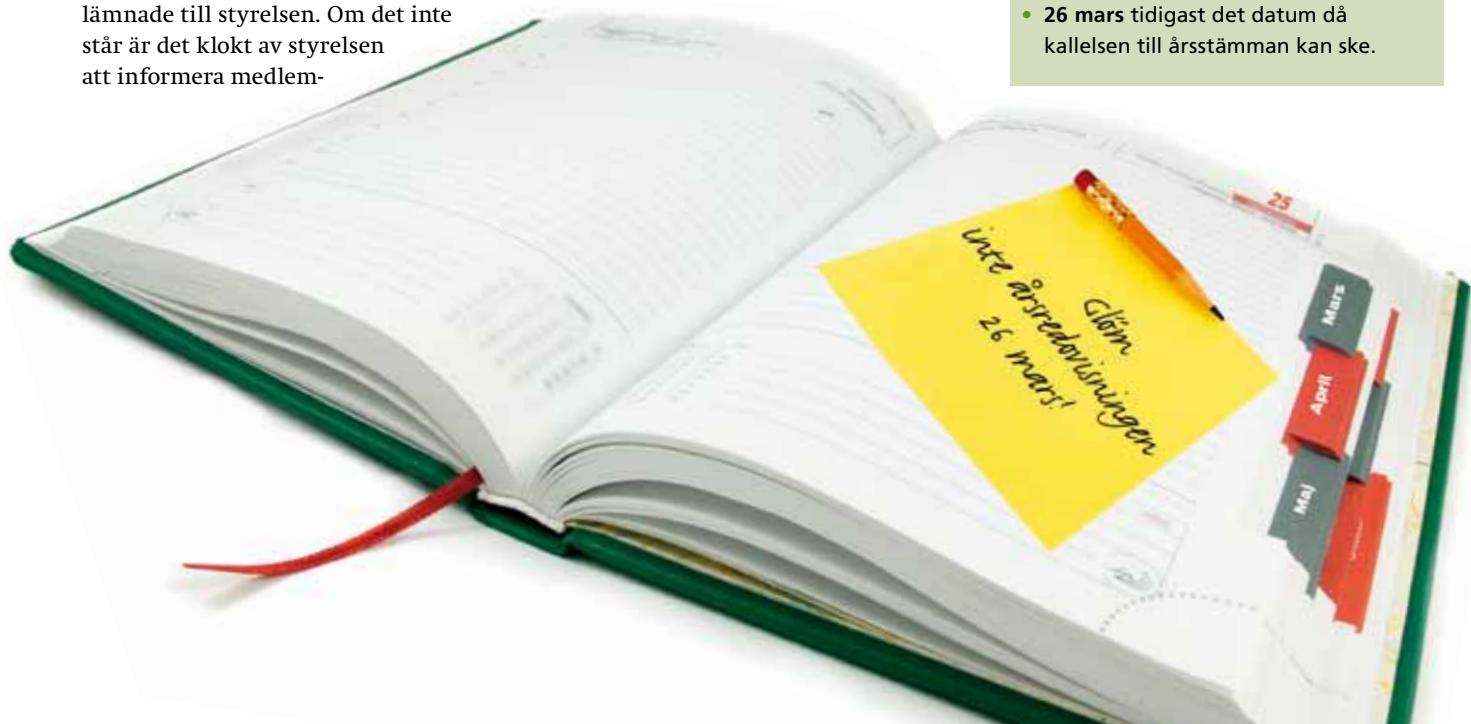 lämnade till styrelsen. Om det inte
står är det klokt av styrelsen
att informera medlem-
• 26 mars tidigast det datum då
kallelsen till årsstämman kan ske.
25
Glöm
inte årsredovisningen
26 mars!
Mars
April
Maj